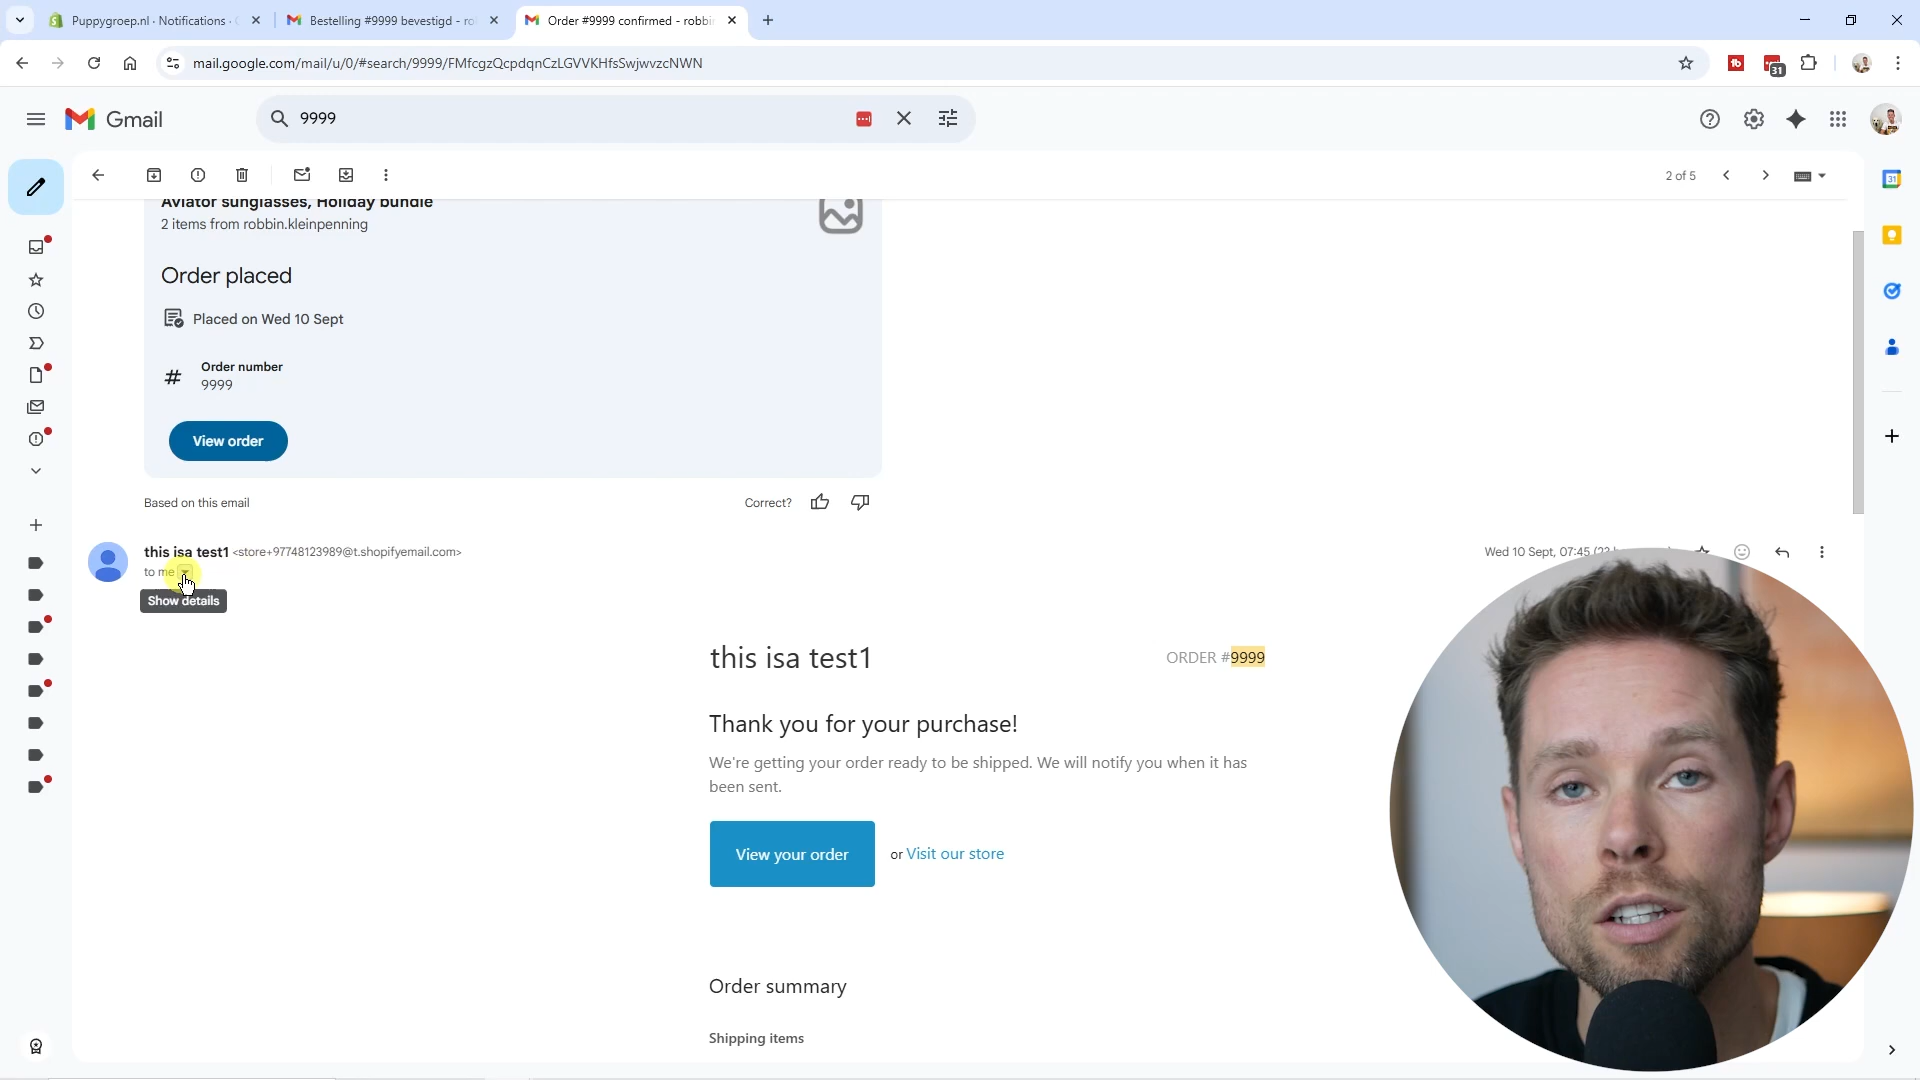 Puppygroep.nl · Notifications ·
Bestelling #9999 bevestigd - ro
Order #9999 confirmed - robbi
mail.google.com/mail/u/0/#search/9999/FMfcgzQcpdqnCzLGVVKHfsSwjwvzcNWN
31
Gmail
9999
2 of 5
Aviator sunglasses, Holiday bundle
2 items from robbin.kleinpenning
Order placed
Placed on Wed 10 Sept
Order number
# 9999
View order
Based on this email
Correct?
this isa test1 <store+97748123989@t.shopifyemail.com>
Wed 10 Sept, 07:45
to me
Show details
this isa test1
ORDER #9999
Thank you for your purchase!
We're getting your order ready to be shipped. We will notify you when it has
been sent.
View your order
or Visit our store
Order summary
Shipping items
31